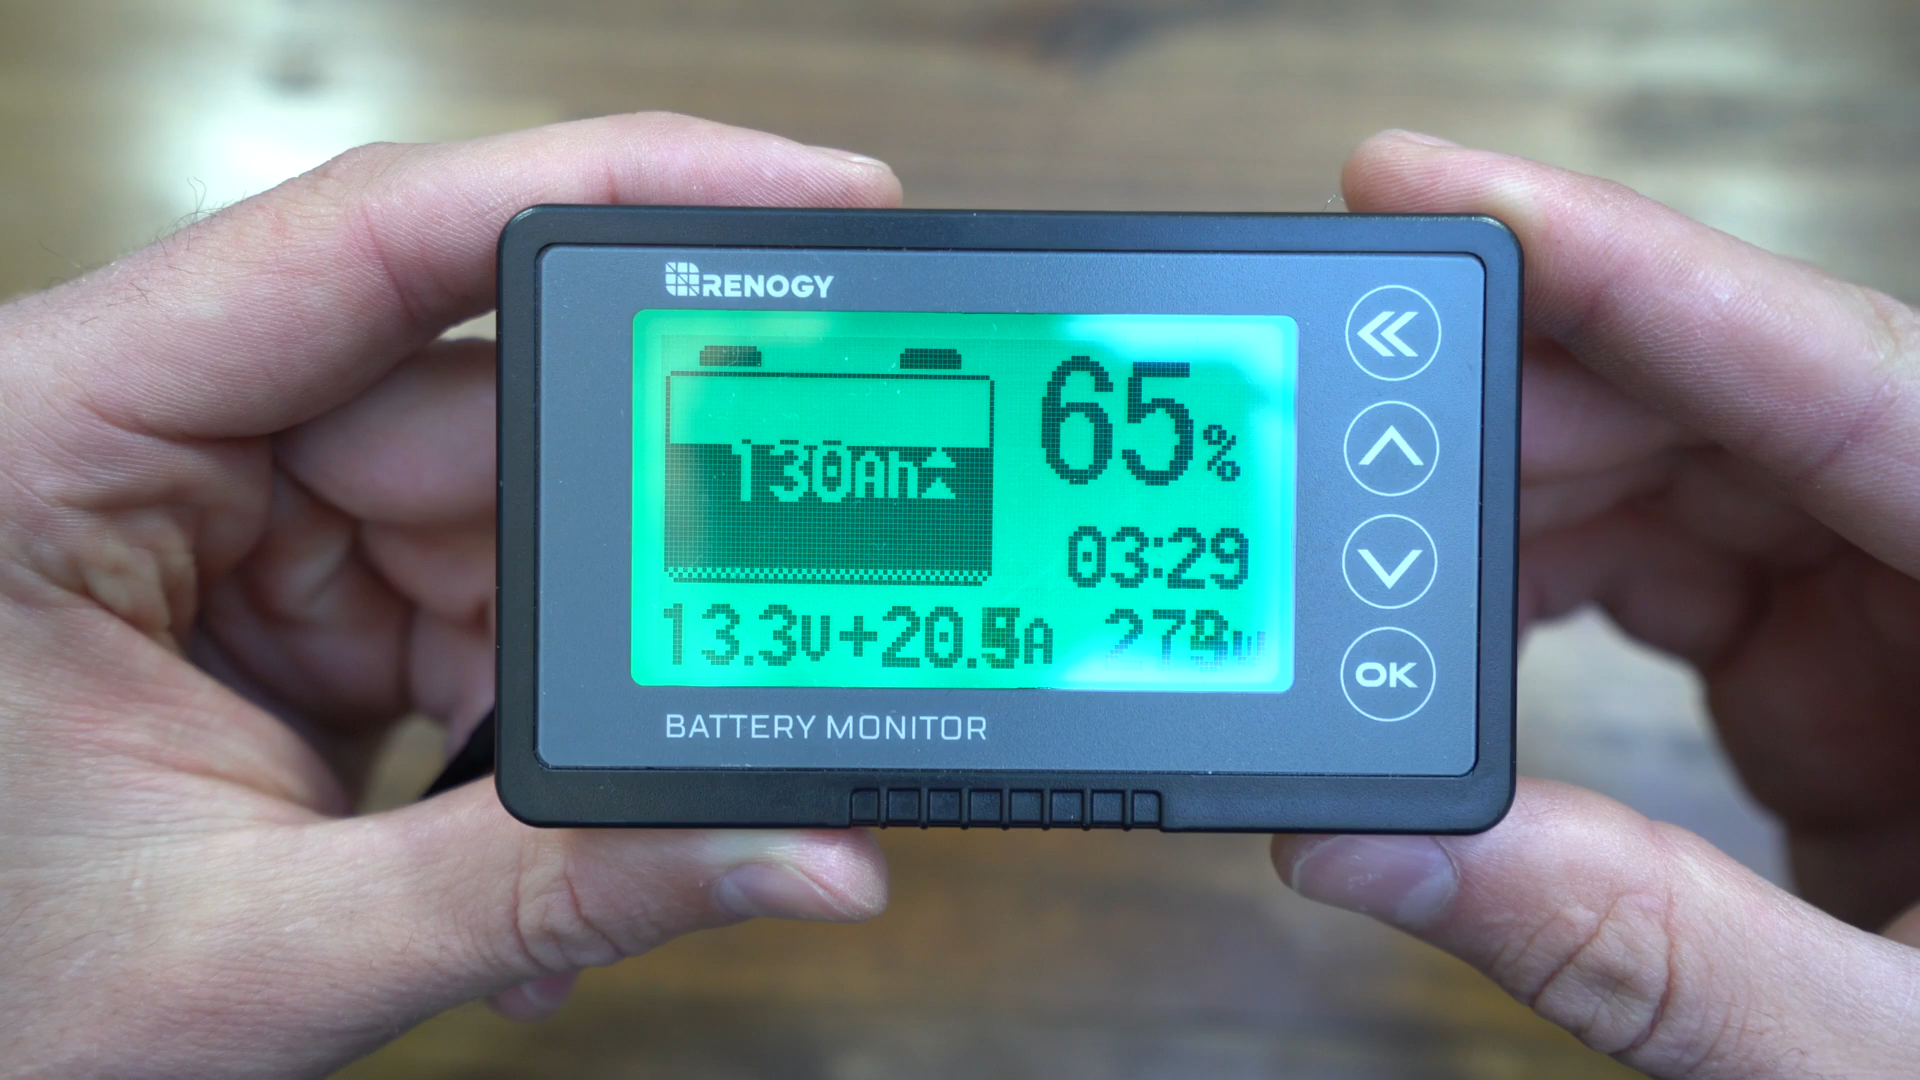 RENOGY
130Ah
65%
03:29
13.3V+20.5A
BATTERY MONITOR
OK